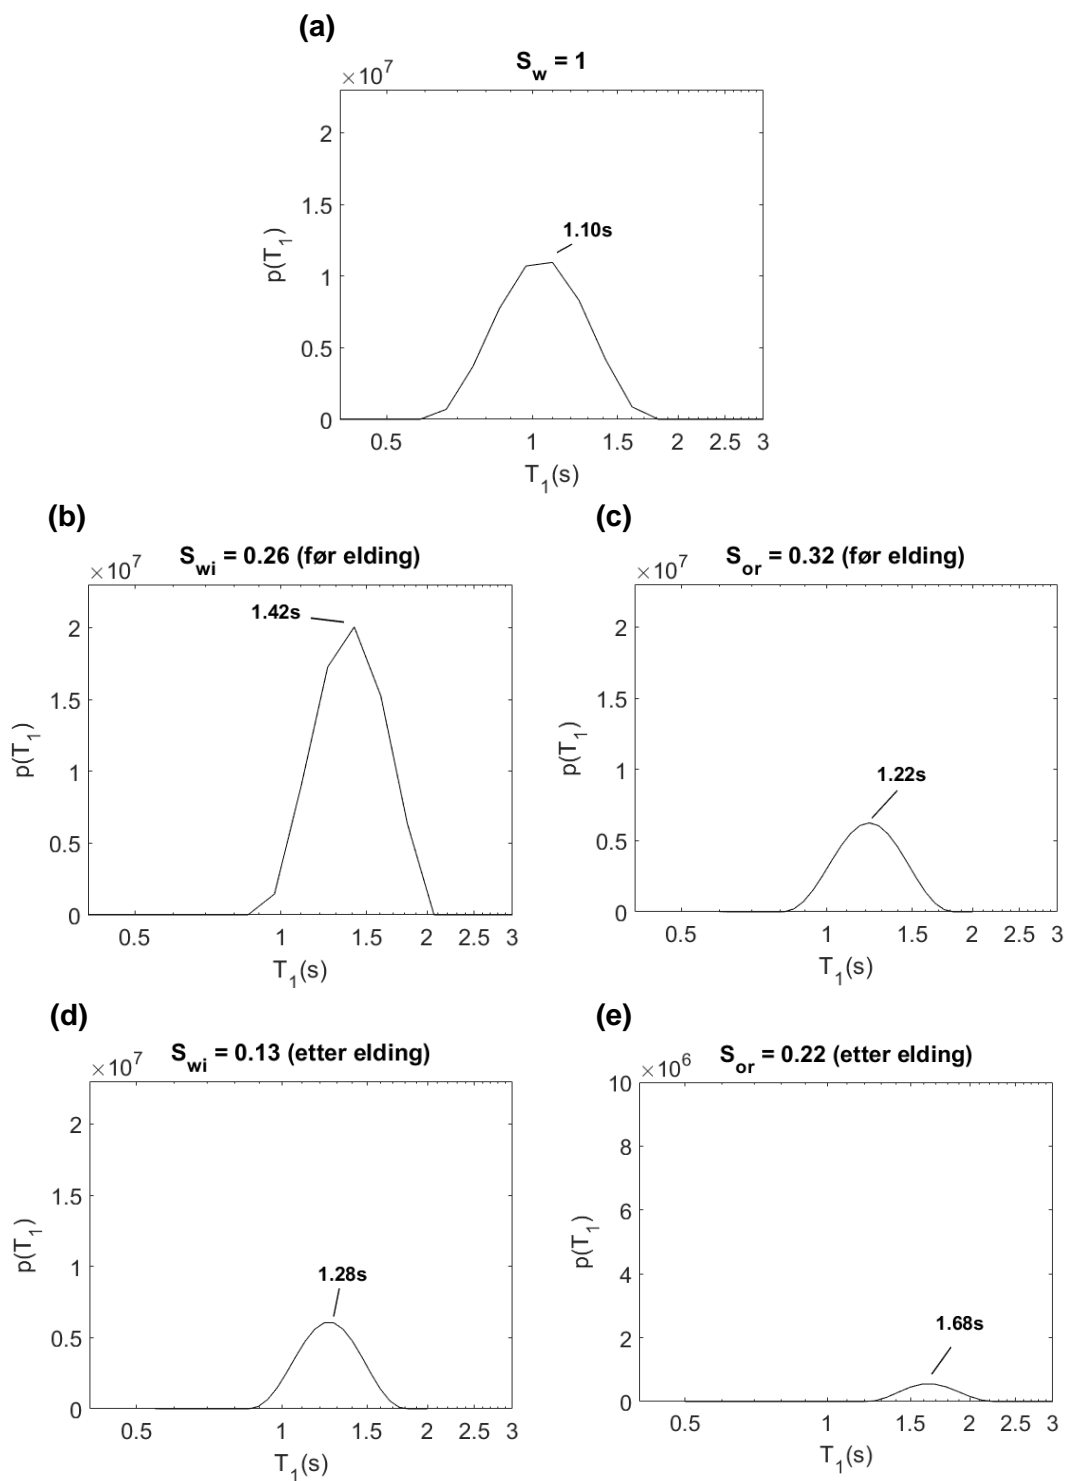 (a)
S_w = 1
×10^7
2
1.5
1
0.5
0
p(T_1)
1.10s
0.5 1 1.5 2 3
T_1(s)
(b)
S_wi = 0.26 (før elding)
×10^7
2
1.5
1
0.5
0
p(T_1)
1.42s
0.5 1 1.5 2 2.5 3
T_1(s)
(c)
S_or = 0.32 (før elding)
×10^7
2
1.5
1
0.5
0
p(T_1)
1.22s
0.5 1 1.5 2 2.5 3
T_1(s)
(d)
S_wi = 0.13 (etter elding)
×10^7
2
1.5
1
0.5
0
p(T_1)
1.28s
0.5 1 1.5 2 2.5 3
T_1(s)
(e)
S_or = 0.22 (etter elding)
×10^6
10
8
6
4
2
0
p(T_1)
1.68s
0.5 1 1.5 2 2.5 3
T_1(s)